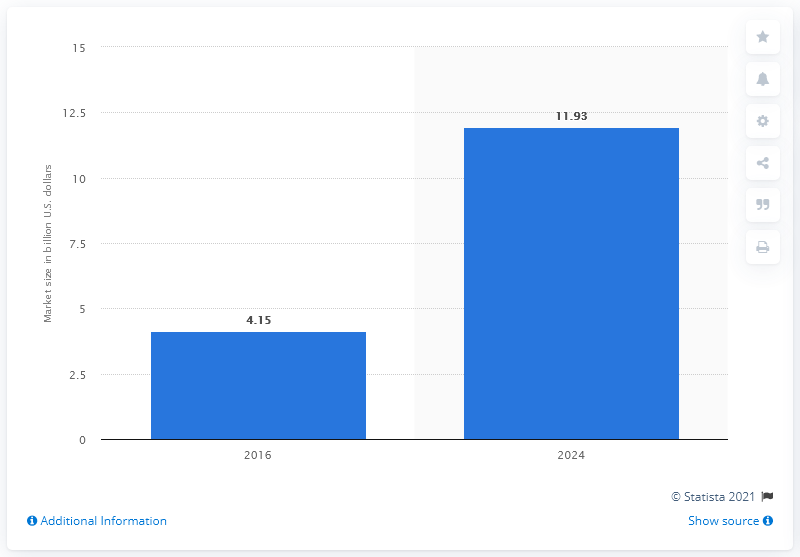 15
12.5
10
7.5
5
2.5
0
Market size in billion U.S. dollars
4.15
11.93
2016
2024
© Statista 2021
Additional Information
Show source